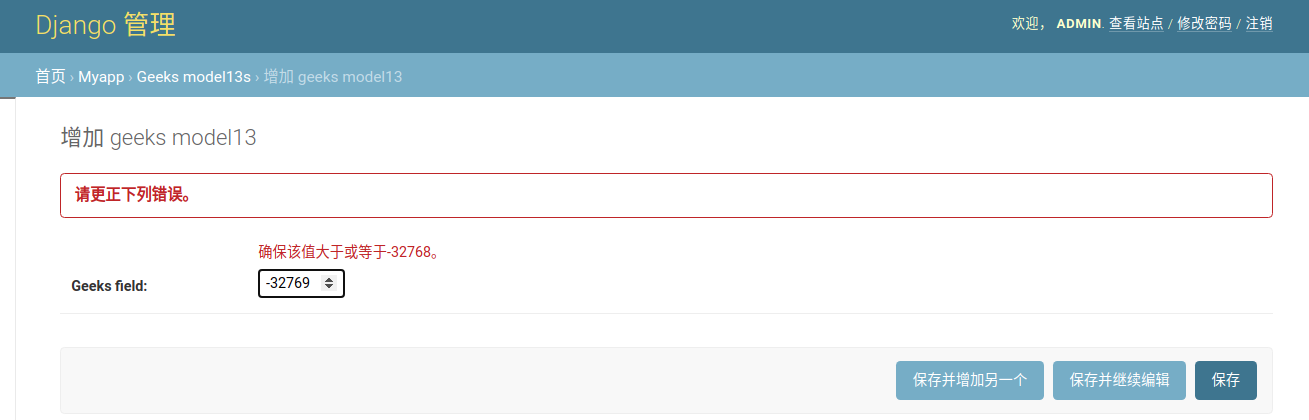 Django 管理
欢迎， ADMIN. 查看站点 / 修改密码 / 注销
首页 › Myapp › Geeks model13s › 增加 geeks model13
增加 geeks model13
请更正下列错误。
确保该值大于或等于-32768。
Geeks field: -32769
保存并增加另一个 保存并继续编辑 保存